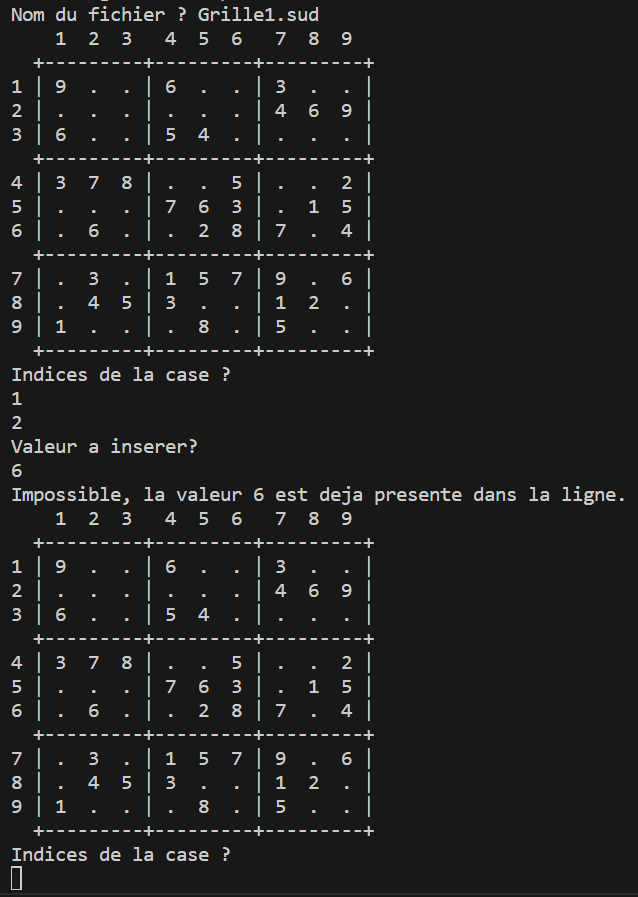 Nom du fichier ? Grille1.sud
    1  2  3   4  5  6   7  8  9
  +---------+---------+---------+
1 | 9  .  . | 6  .  . | 3  .  . |
2 | .  .  . | .  .  . | 4  6  9 |
3 | 6  .  . | 5  4  . | .  .  . |
  +---------+---------+---------+
4 | 3  7  8 | .  .  5 | .  .  2 |
5 | .  .  . | 7  6  3 | .  1  5 |
6 | .  6  . | .  2  8 | 7  .  4 |
  +---------+---------+---------+
7 | .  3  . | 1  5  7 | 9  .  6 |
8 | .  4  5 | 3  .  . | 1  2  . |
9 | 1  .  . | .  8  . | 5  .  . |
  +---------+---------+---------+
Indices de la case ?
1
2
Valeur a inserer?
6
Impossible, la valeur 6 est deja presente dans la ligne.
    1  2  3   4  5  6   7  8  9
  +---------+---------+---------+
1 | 9  .  . | 6  .  . | 3  .  . |
2 | .  .  . | .  .  . | 4  6  9 |
3 | 6  .  . | 5  4  . | .  .  . |
  +---------+---------+---------+
4 | 3  7  8 | .  .  5 | .  .  2 |
5 | .  .  . | 7  6  3 | .  1  5 |
6 | .  6  . | .  2  8 | 7  .  4 |
  +---------+---------+---------+
7 | .  3  . | 1  5  7 | 9  .  6 |
8 | .  4  5 | 3  .  . | 1  2  . |
9 | 1  .  . | .  8  . | 5  .  . |
  +---------+---------+---------+
Indices de la case ?